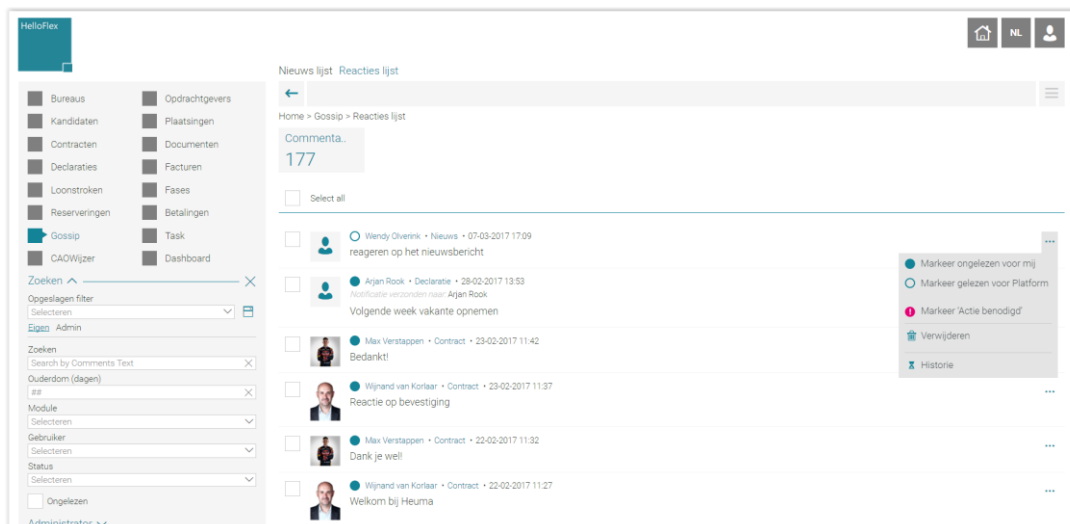 HelloFlex
NL
Nieuws lijst Reacties lijst
Home > Gossip > Reacties lijst
Commenta..
177
Select all
Bureaus Opdrachtgevers
Kandidaten Plaatsingen
Contracten Documenten
Declaraties Facturen
Loonstroken Fases
Reserveringen Betalingen
Gossip Task
CAOWijzer Dashboard
Zoeken
Opgeslagen filter
Selecteren
Eigen Admin
Zoeken
Search by Comments Text
Ouderdom (dagen)
##
Module
Selecteren
Gebruiker
Selecteren
Status
Selecteren
Ongelezen
Administrator
Wendy Olverink • Nieuws • 07-03-2017 17:09
reageren op het nieuwsbericht
Arjan Rook • Declaratie • 28-02-2017 13:53
Notificatie verzonden naar: Arjan Rook
Volgende week vakante opnemen
Max Verstappen • Contract • 23-02-2017 11:42
Bedankt!
Wijnand van Korlaar • Contract • 23-02-2017 11:37
Reactie op bevestiging
Max Verstappen • Contract • 22-02-2017 11:32
Dank je wel!
Wijnand van Korlaar • Contract • 22-02-2017 11:27
Welkom bij Heuma
Markeer ongelezen voor mij
Markeer gelezen voor Platform
Markeer 'Actie benodigd'
Verwijderen
Historie